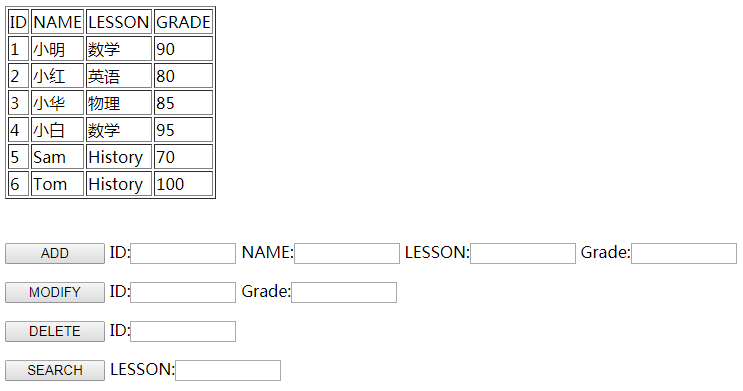 ID NAME LESSON GRADE
1 小明 数学 90
2 小红 英语 80
3 小华 物理 85
4 小白 数学 95
5 Sam History 70
6 Tom History 100
ADD ID: NAME: LESSON: Grade:
MODIFY ID: Grade:
DELETE ID:
SEARCH LESSON: